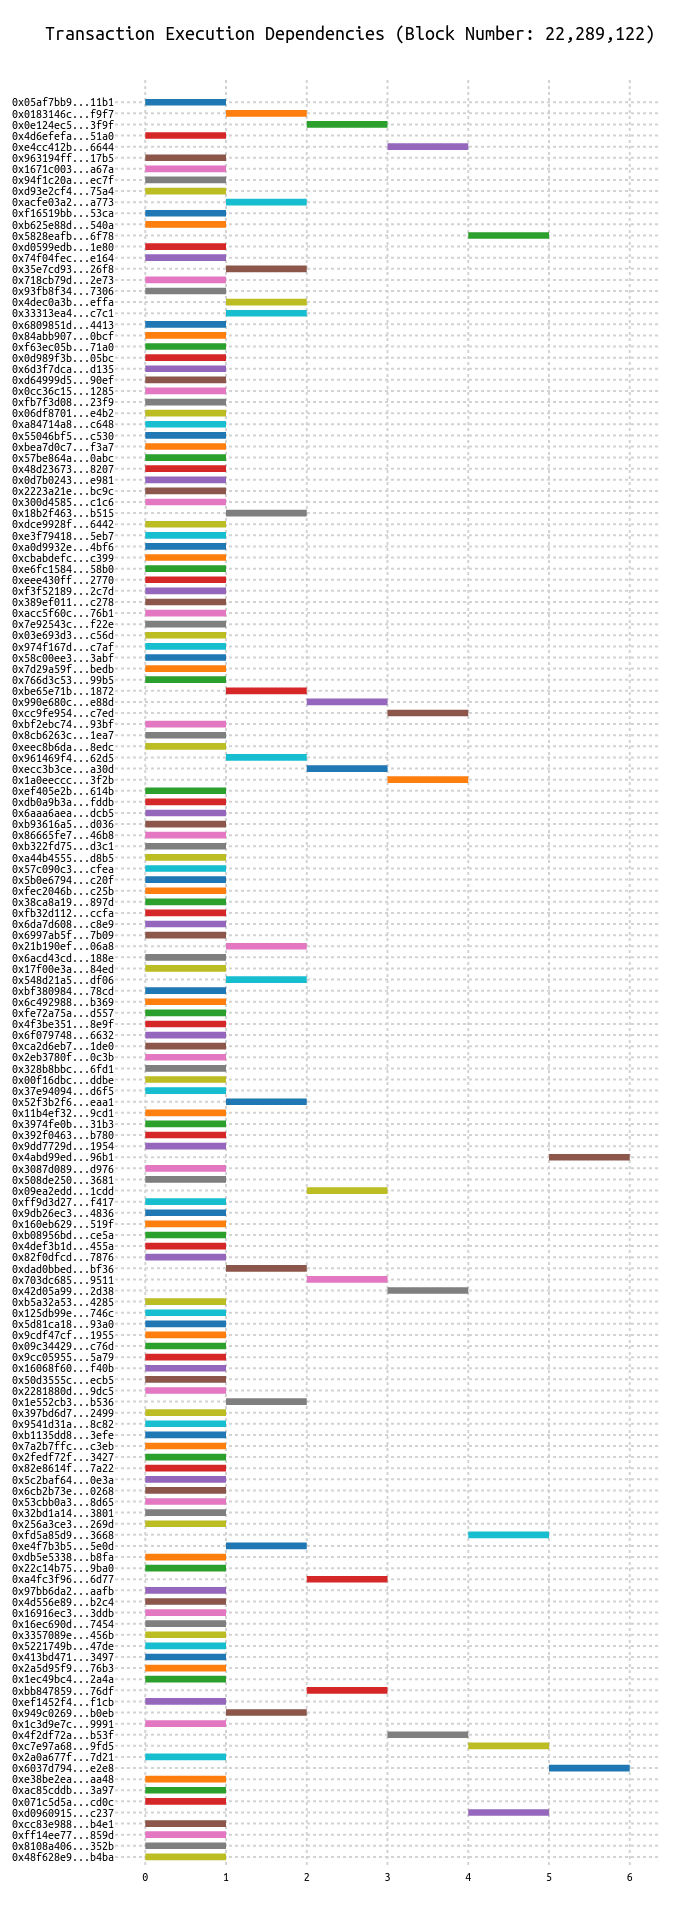 Transaction Execution Dependencies (Block Number: 22,289,122)
0x05af7bb9...11b1
0x0183146c...f9f7
0x0e124ec5...3f9f
0x4d6efefa...51a0
0xe4cc412b...6644
0x963194ff...17b5
0x1671c003...a67a
0x94f1c20a...ec7f
0xd93e2cf4...75a4
0xacfe03a2...a773
0xf16519bb...53ca
0xb625e88d...540a
0x5828eafb...6f78
0xd0599edb...1e80
0x74f04fec...e164
0x35e7cd93...26f8
0x718cb79d...2e73
0x93fb8f34...7306
0x4dec0a3b...effa
0x33313ea4...c7c1
0x6809851d...4413
0x84abb907...0bcf
0xf63ec05b...71a0
0x0d989f3b...05bc
0x6d3f7dca...d135
0xd64999d5...90ef
0x0cc36c15...1285
0xfb7f3d08...23f9
0x06df8701...e4b2
0xa84714a8...c648
0x55046bf5...c530
0xbea7d0c7...f3a7
0x57be864a...0abc
0x48d23673...8207
0x0d7b0243...e981
0x2223a21e...bc9c
0x300d4585...c1c6
0x18b2f463...b515
0xdce9928f...6442
0xe3f79418...5eb7
0xa0d9932e...4bf6
0xcbabdefc...c399
0xe6fc1584...58b0
0xeee430ff...2770
0xf3f52189...2c7d
0x389ef011...c278
0xacc5f60c...76b1
0x7e92543c...f22e
0x03e693d3...c56d
0x974f167d...c7af
0x58c00ee3...3abf
0x7d29a59f...bedb
0x766d3c53...99b5
0xbe65e71b...1872
0x990e680c...e88d
0xcc9fe954...c7ed
0xbf2ebc74...93bf
0x8cb6263c...1ea7
0xeec8b6da...8edc
0x961469f4...62d5
0xecc3b3ce...a30d
0x1a0eeccc...3f2b
0xef405e2b...614b
0xdb0a9b3a...fddb
0x6aaa6aea...dcb5
0xb93616a5...d036
0x86665fe7...46b8
0xb322fd75...d3c1
0xa44b4555...d8b5
0x57c090c3...cfea
0x5b0e6794...c20f
0xfec2046b...c25b
0x38ca8a19...897d
0xfb32d112...ccfa
0x6da7d608...c8e9
0x6997ab5f...7b09
0x21b190ef...06a8
0x6acd43cd...188e
0x17f00e3a...84ed
0x548d21a5...df06
0xbf380984...78cd
0x6c492988...b369
0xfe72a75a...d557
0x4f3be351...8e9f
0x6f079748...6632
0xca2d6eb7...1de0
0x2eb3780f...0c3b
0x328b8bbc...6fd1
0x00f16dbc...ddbe
0x37e94094...d6f5
0x52f3b2f6...eaa1
0x11b4ef32...9cd1
0x3974fe0b...31b3
0x392f0463...b780
0x9dd7729d...1954
0x4abd99ed...96b1
0x3087d089...d976
0x508de250...3681
0x09ea2edd...1cdd
0xff9d3d27...f417
0x9db26ec3...4836
0x160eb629...519f
0xb08956bd...ce5a
0x4def3b1d...455a
0x82f0dfcd...7876
0xdad0bbed...bf36
0x703dc685...9511
0x42d05a99...2d38
0xb5a32a53...4285
0x125db99e...746c
0x5d81ca18...93a0
0x9cdf47cf...1955
0x09c34429...c76d
0x9cc05955...5a79
0x16068f60...f40b
0x50d3555c...ecb5
0x2281880d...9dc5
0x1e552cb3...b536
0x397bd6d7...2499
0x9541d31a...8c82
0xb1135dd8...3efe
0x7a2b7ffc...c3eb
0x2fedf72f...3427
0x82e8614f...7a22
0x5c2baf64...0e3a
0x6cb2b73e...0268
0x53cbb0a3...8d65
0x32bd1a14...3801
0x256a3ce3...269d
0xfd5a85d9...3668
0xe4f7b3b5...5e0d
0xdb5e5338...b8fa
0x22c14b75...9ba0
0xa4fc3f96...6d77
0x97bb6da2...aafb
0x4d556e89...b2c4
0x16916ec3...3ddb
0x16ec690d...7454
0x3357089e...456b
0x5221749b...47de
0x413bd471...3497
0x2a5d95f9...76b3
0x1ec49bc4...2a4a
0xbb847859...76df
0xef1452f4...f1cb
0x949c0269...b0eb
0x1c3d9e7c...9991
0x4f2df72a...b53f
0xc7e97a68...9fd5
0x2a0a677f...7d21
0x6037d794...e2e8
0xe38be2ea...aa48
0xac85cddb...3a97
0x071c5d5a...cd0c
0xd0960915...c237
0xcc83e988...b4e1
0xff14ee77...859d
0x8108a406...352b
0x48f628e9...b4ba
0 1 2 3 4 5 6